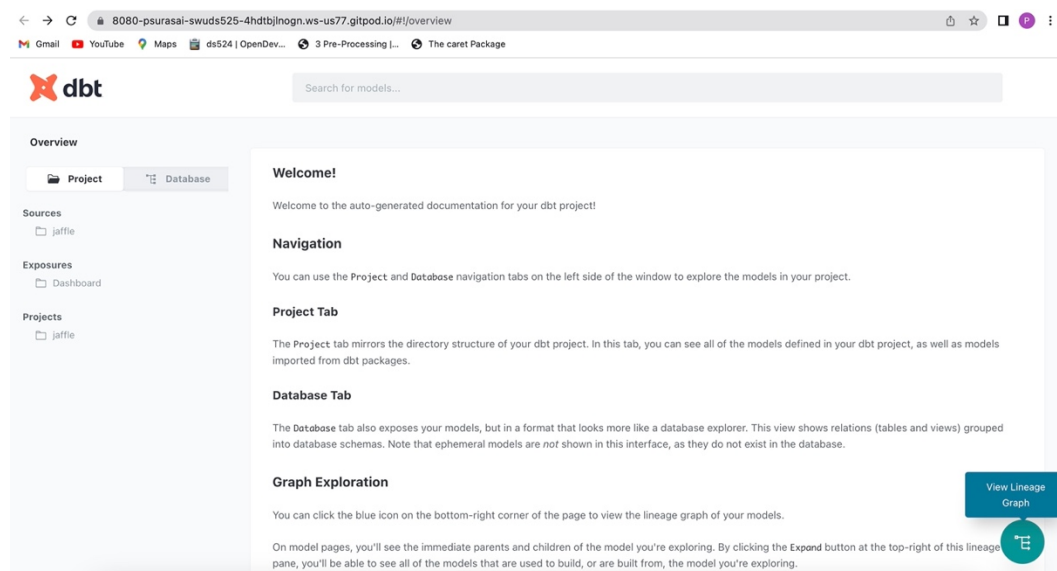 8080-psurasai-swuds525-4hdtbjlnogn.ws-us77.gitpod.io/#!/overview
P
Gmail YouTube Maps ds524 | OpenDev... 3 Pre-Processing |... The caret Package
dbt
Search for models...
Overview
Project Database
Sources
jaffle
Exposures
Dashboard
Projects
jaffle
Welcome!
Welcome to the auto-generated documentation for your dbt project!
Navigation
You can use the Project and Database navigation tabs on the left side of the window to explore the models in your project.
Project Tab
The Project tab mirrors the directory structure of your dbt project. In this tab, you can see all of the models defined in your dbt project, as well as models
imported from dbt packages.
Database Tab
The Database tab also exposes your models, but in a format that looks more like a database explorer. This view shows relations (tables and views) grouped
into database schemas. Note that ephemeral models are not shown in this interface, as they do not exist in the database.
Graph Exploration
You can click the blue icon on the bottom-right corner of the page to view the lineage graph of your models.
On model pages, you'll see the immediate parents and children of the model you're exploring. By clicking the Expand button at the top-right of this lineage
pane, you'll be able to see all of the models that are used to build, or are built from, the model you're exploring.
View Lineage
Graph